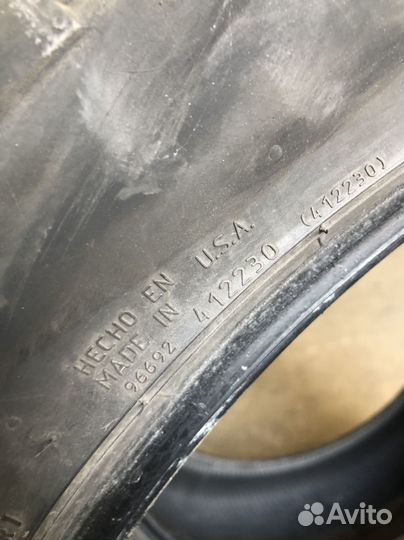 HECHO EN U.S.A.
MADE IN
96692 412230 (412230)
Avito